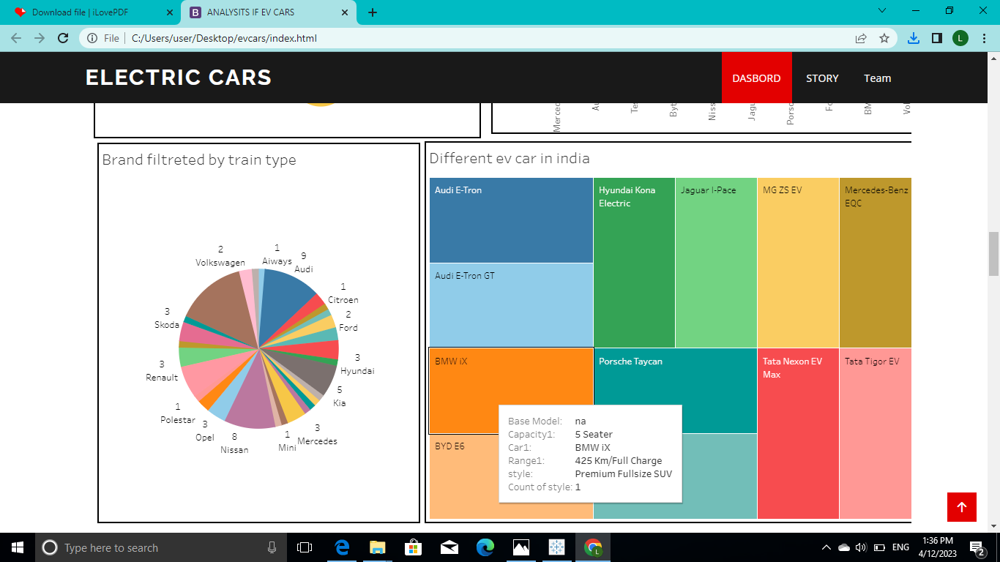 Download file | iLovePDF
ANALYSITS IF EV CARS
File
C:/Users/user/Desktop/evcars/index.html
L
ELECTRIC CARS
DASBORD
STORY
Team
Merced
Au
Te
Byt
Niss
Jagu
Porsc
Fo
BM
Vol
Brand filtreted by train type
2
Volkswagen
1
Aiways
9
Audi
1
Citroen
2
Ford
3
Skoda
3
Hyundai
3
Renault
5
Kia
1
Polestar
3
Opel
8
Nissan
1
Mini
3
Mercedes
Different ev car in india
Audi E-Tron
Hyundai Kona
Electric
Jaguar I-Pace
MG ZS EV
Mercedes-Benz
EQC
Audi E-Tron GT
BMW iX
Porsche Taycan
Tata Nexon EV
Max
Tata Tigor EV
BYD E6
Base Model: na
Capacity1: 5 Seater
Car1: BMW iX
Range1: 425 Km/Full Charge
style: Premium Fullsize SUV
Count of style: 1
Type here to search
L
ENG
1:36 PM
4/12/2023
2